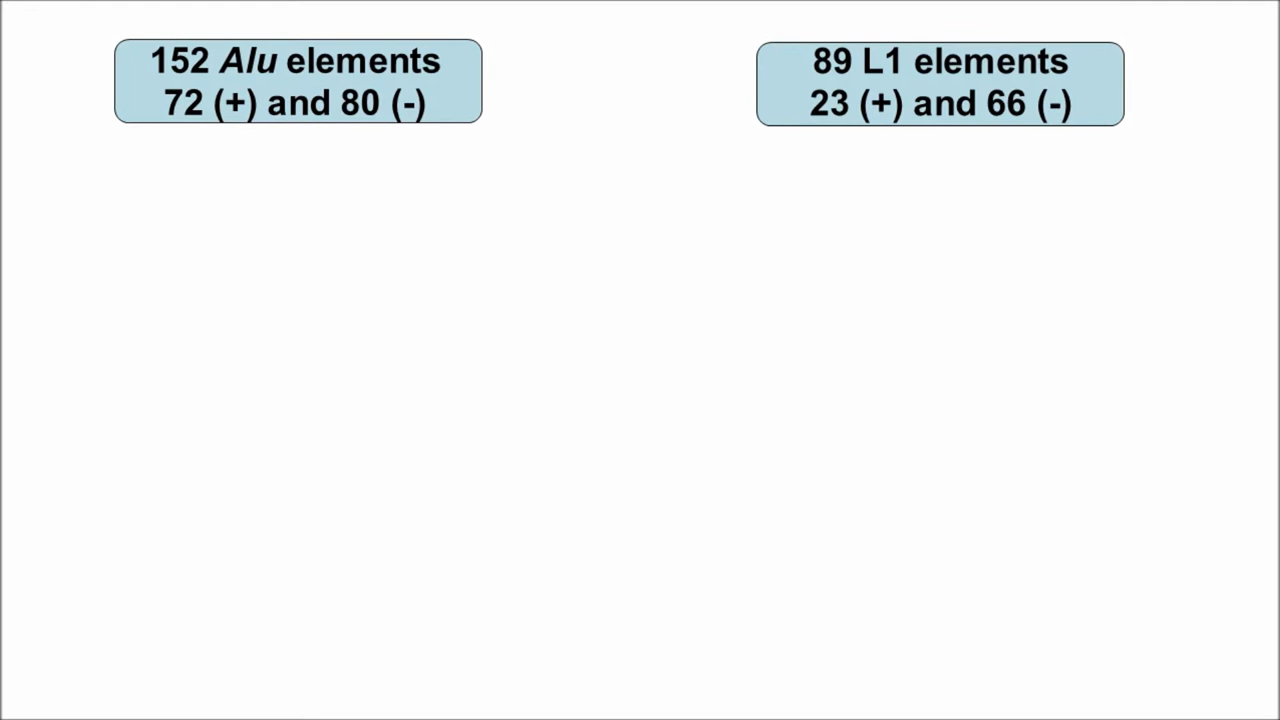 152 Alu elements
72 (+) and 80 (-)
89 L1 elements
23 (+) and 66 (-)